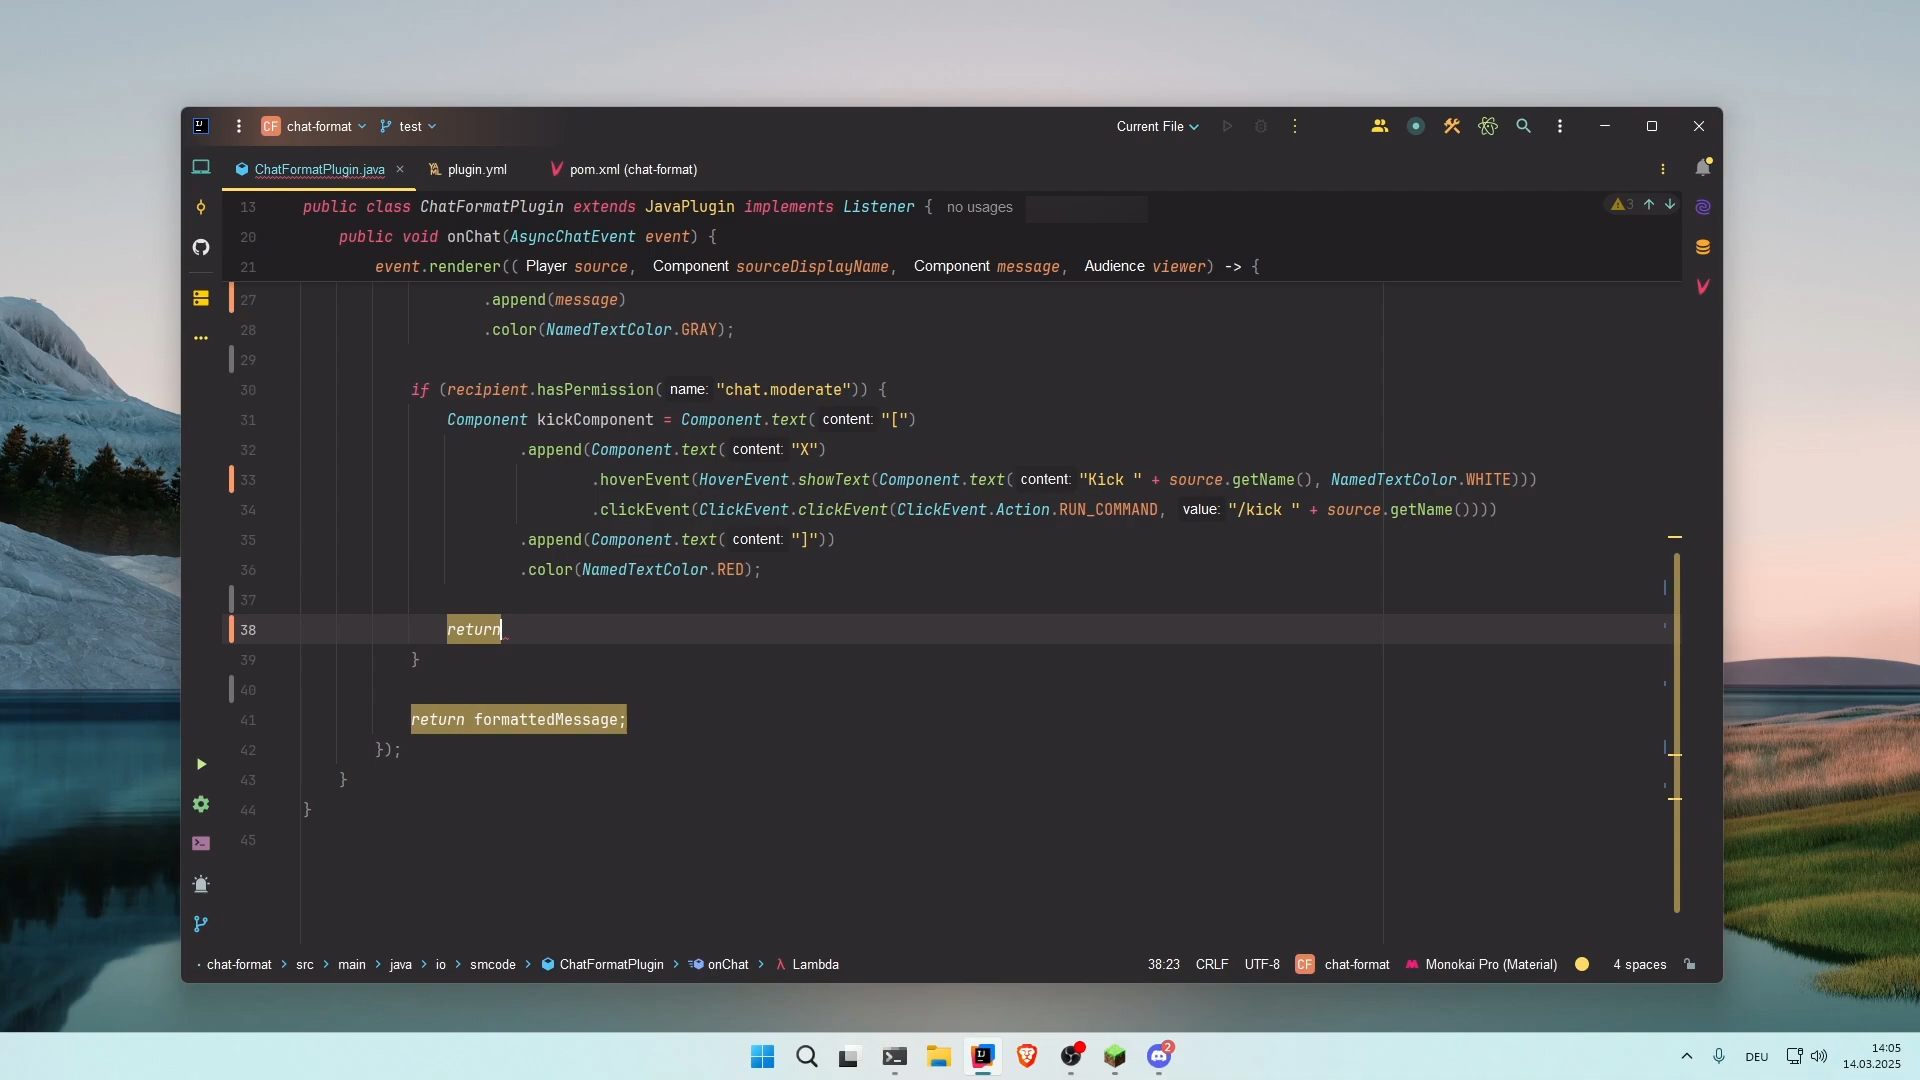 CF chat-format test Current File
ChatFormatPlugin.java plugin.yml pom.xml (chat-format)
13 public class ChatFormatPlugin extends JavaPlugin implements Listener { no usages
3
20 public void onChat(AsyncChatEvent event) {
21 event.renderer(( Player source, Component sourceDisplayName, Component message, Audience viewer) -> {
27 .append(message)
28 .color(NamedTextColor.GRAY);
29
30 if (recipient.hasPermission( name: "chat.moderate")) {
31 Component kickComponent = Component.text( content: "[")
32 .append(Component.text( content: "X")
33 .hoverEvent(HoverEvent.showText(Component.text( content: "Kick " + source.getName(), NamedTextColor.WHITE)))
34 .clickEvent(ClickEvent.clickEvent(ClickEvent.Action.RUN_COMMAND, value: "/kick " + source.getName())))
35 .append(Component.text( content: "]"))
36 .color(NamedTextColor.RED);
37
38 return
39 }
40
41 return formattedMessage;
42 });
43 }
44 }
45
chat-format > src > main > java > io > smcode > ChatFormatPlugin > onChat > λ Lambda 38:23 CRLF UTF-8 CF chat-format Monokai Pro (Material) 4 spaces
2
DEU
14:05
14.03.2025